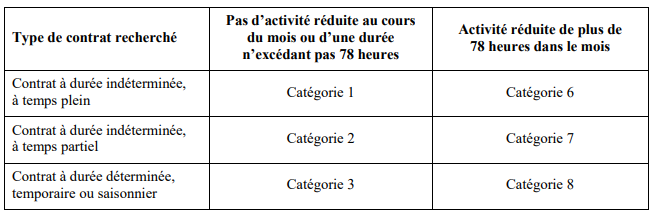 Type de contrat recherché
Pas d’activité réduite au cours
du mois ou d’une durée
n’excédant pas 78 heures
Activité réduite de plus de
78 heures dans le mois
Contrat à durée indéterminée,
à temps plein
Catégorie 1
Catégorie 6
Contrat à durée indéterminée,
à temps partiel
Catégorie 2
Catégorie 7
Contrat à durée déterminée,
temporaire ou saisonnier
Catégorie 3
Catégorie 8